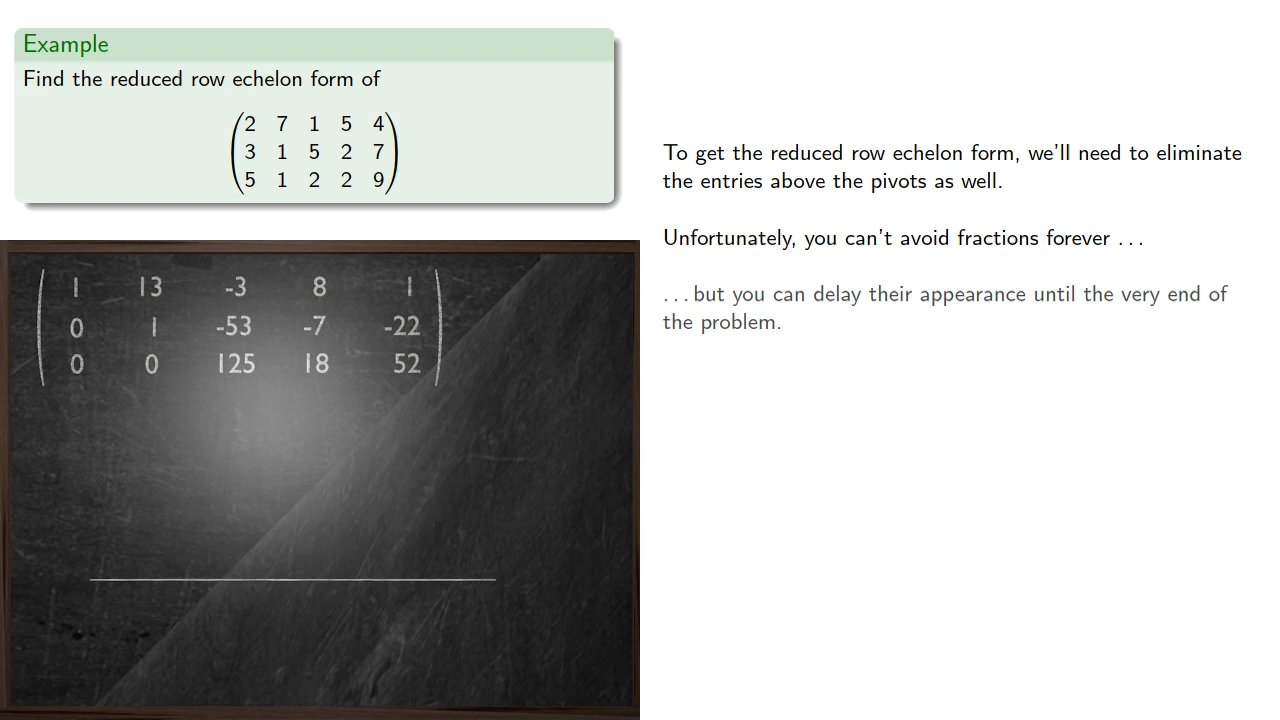 Example
Find the reduced row echelon form of
2 7 1 5 4
3 1 5 2 7
5 1 2 2 9
1 13 -3 8 1
0 1 -53 -7 -22
0 0 125 18 52
To get the reduced row echelon form, we'll need to eliminate
the entries above the pivots as well.
Unfortunately, you can't avoid fractions forever ...
...but you can delay their appearance until the very end of
the problem.